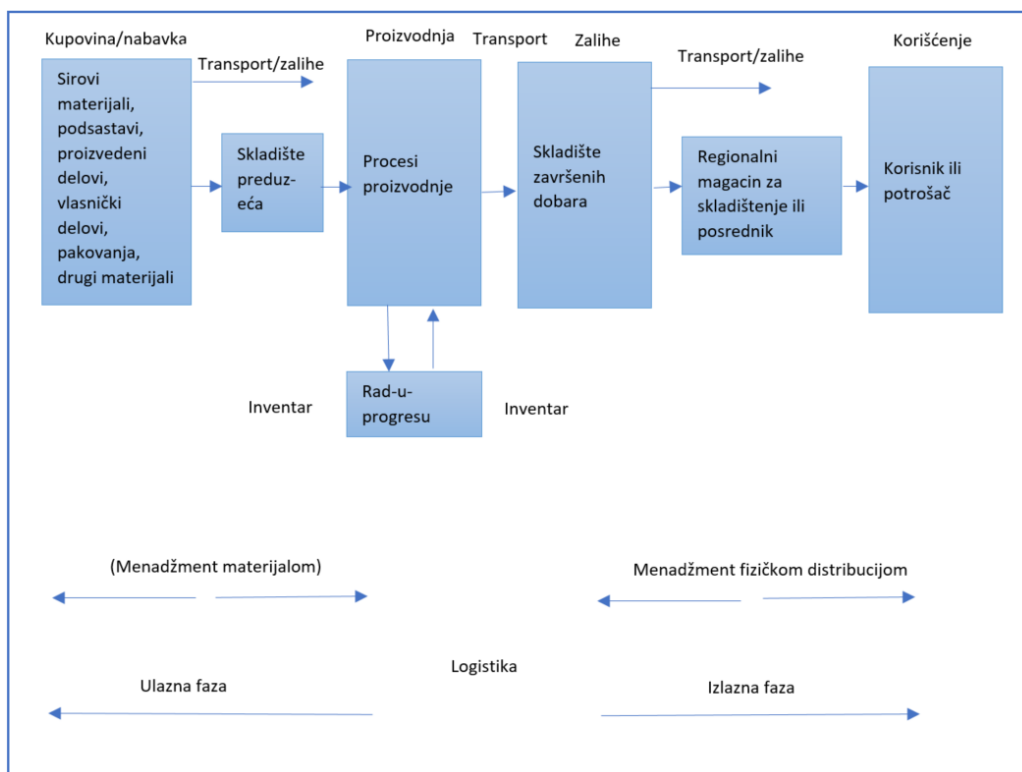 Kupovina/nabavka
Proizvodnja
Transport
Zalihe
Korišćenje
Transport/zalihe
Transport/zalihe
Sirovi
materijali,
podsastavi,
proizvedeni
delovi,
vlasnički
delovi,
pakovanja,
drugi materijali
Skladište
preduz-
eća
Procesi
proizvodnje
Skladište
završenih
dobara
Regionalni
magacin za
skladištenje ili
posrednik
Korisnik ili
potrošač
Inventar
Rad-u-
progresu
Inventar
(Menadžment materijalom)
Menadžment fizičkom distribucijom
Logistika
Ulazna faza
Izlazna faza